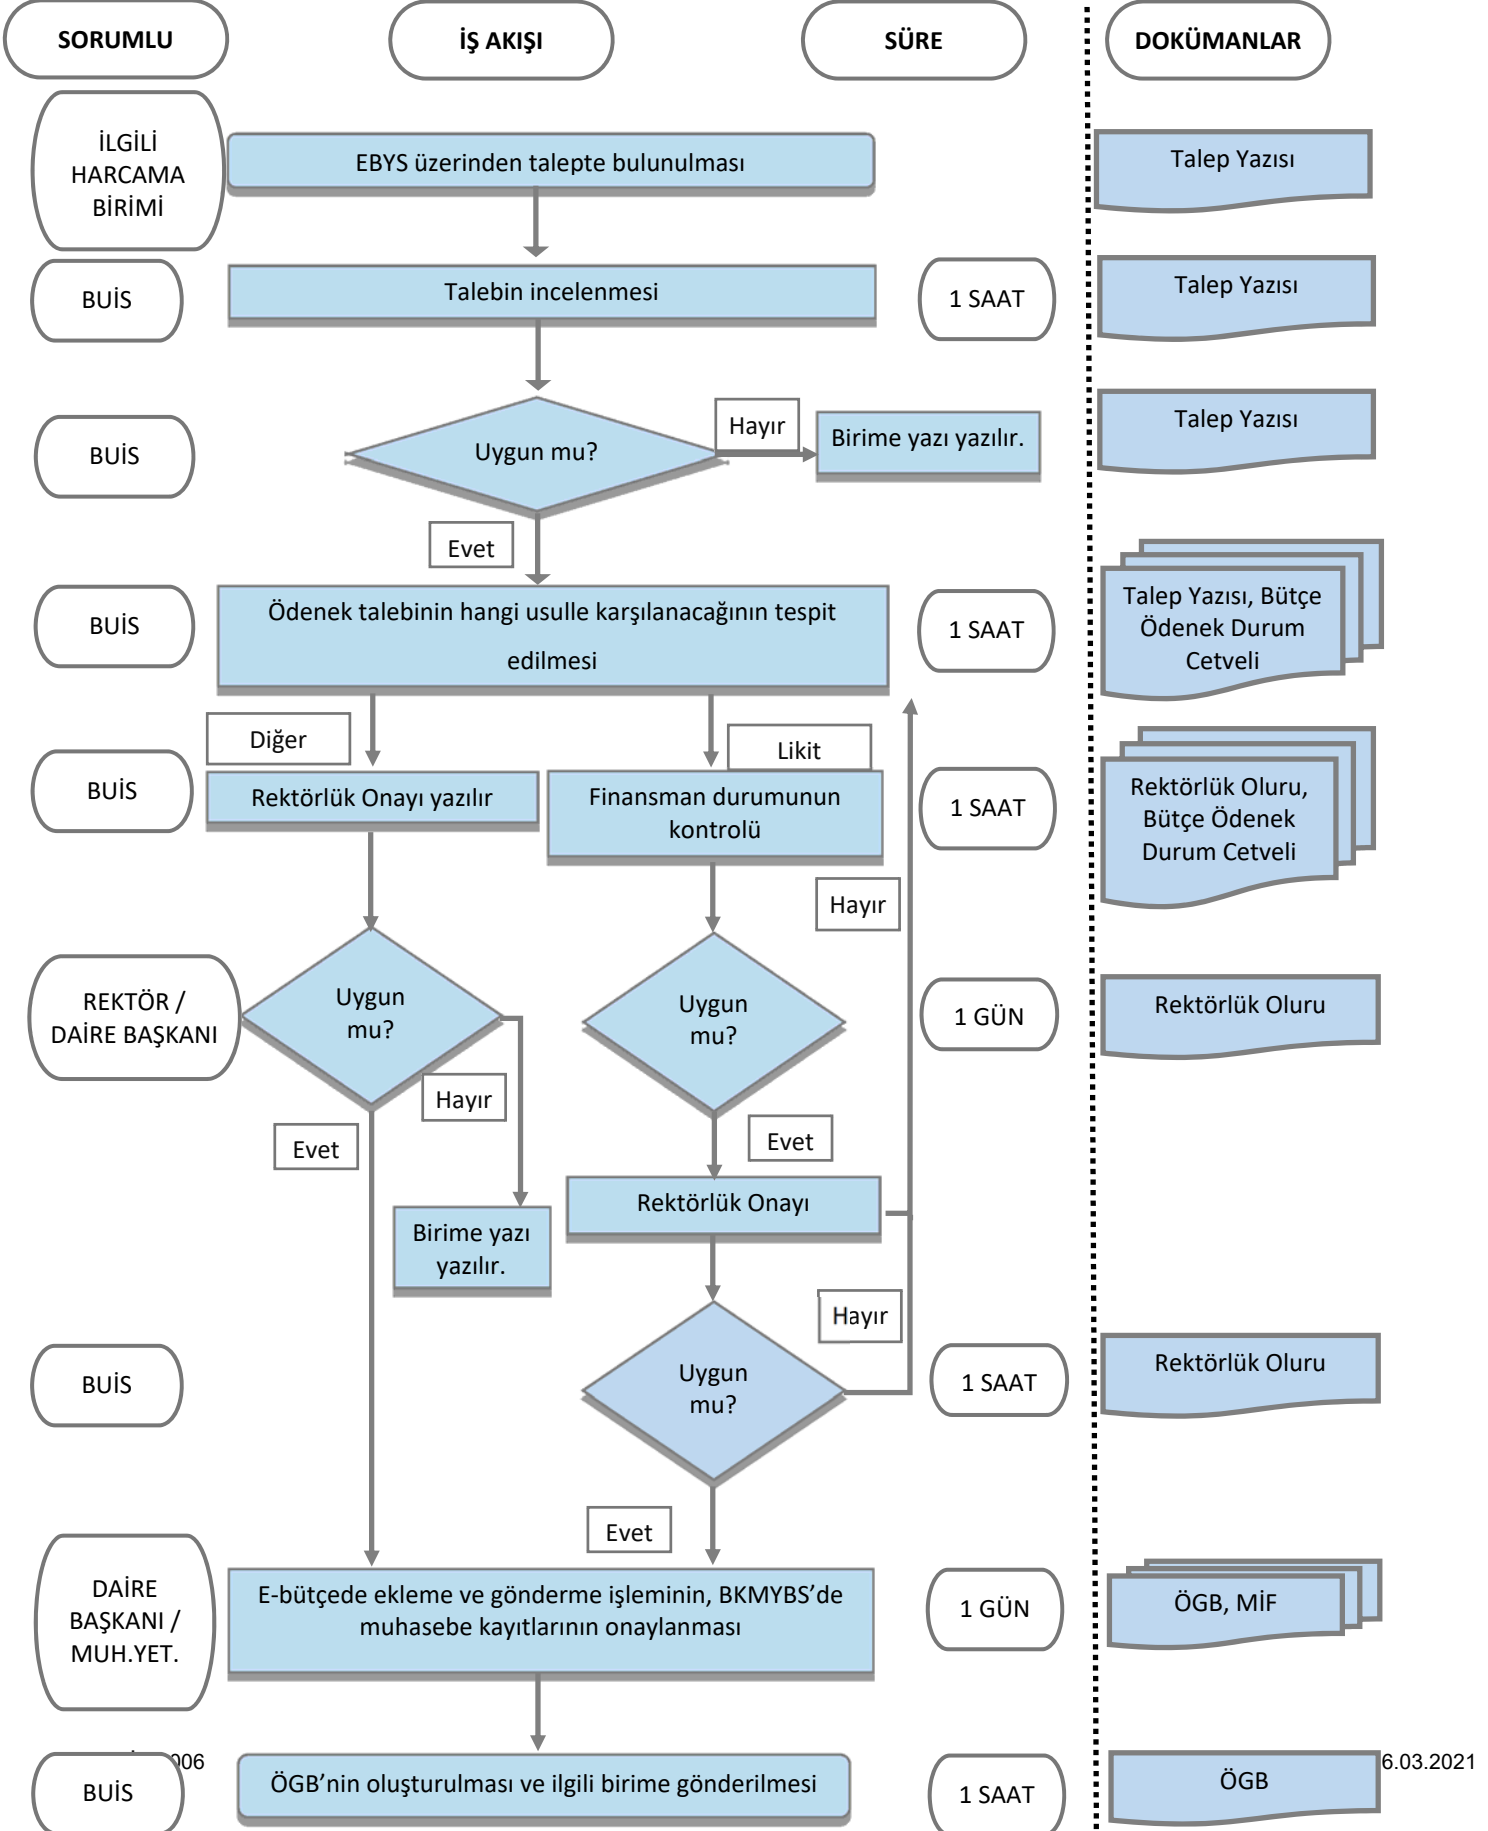 SORUMLU
İŞ AKIŞI
SÜRE
DOKÜMANLAR
İLGİLİ
HARCAMA
BİRİMİ
EBYS üzerinden talepte bulunulması
Talep Yazısı
BUİS
Talebin incelenmesi
1 SAAT
Talep Yazısı
BUİS
Uygun mu?
Hayır
Birime yazı yazılır.
Talep Yazısı
Evet
BUİS
Ödenek talebinin hangi usulle karşılanacağının tespit
edilmesi
1 SAAT
Talep Yazısı, Bütçe
Ödenek Durum
Cetveli
Diğer
Likit
BUİS
Rektörlük Onayı yazılır
Finansman durumunun
kontrolü
1 SAAT
Rektörlük Oluru,
Bütçe Ödenek
Durum Cetveli
Hayır
REKTÖR /
DAİRE BAŞKANI
Uygun
mu?
Uygun
mu?
1 GÜN
Rektörlük Oluru
Hayır
Evet
Evet
Birime yazı
yazılır.
Rektörlük Onayı
Hayır
BUİS
Uygun
mu?
1 SAAT
Rektörlük Oluru
Evet
DAİRE
BAŞKANI /
MUH.YET.
E-bütçede ekleme ve gönderme işleminin, BKMYBS’de
muhasebe kayıtlarının onaylanması
1 GÜN
ÖGB, MİF
006
6.03.2021
BUİS
ÖGB’nin oluşturulması ve ilgili birime gönderilmesi
1 SAAT
ÖGB